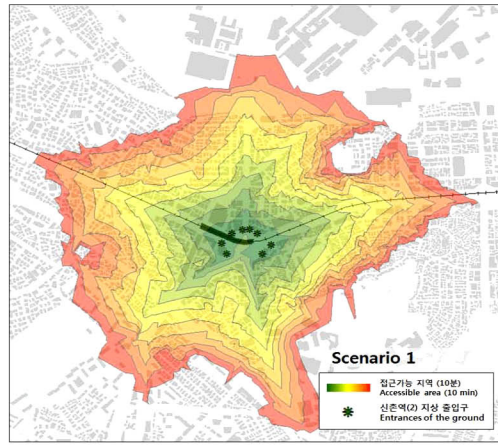 Scenario 1
접근가능 지역 (10분)
Accessible area (10 min)
신촌역(2) 지상 출입구
Entrances of the ground